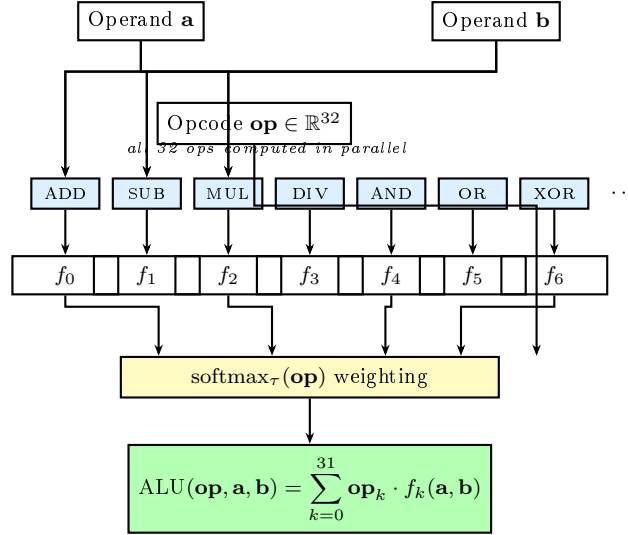 Operand a Operand b
Opcode op ∈ ℝ³²
all 32 ops computed in parallel
ADD SUB MUL DIV AND OR XOR ··
f₀ f₁ f₂ f₃ f₄ f₅ f₆
softmax_τ(op) weighting
ALU(op, a, b) = ∑_{k=0}^{31} op_k · f_k(a, b)